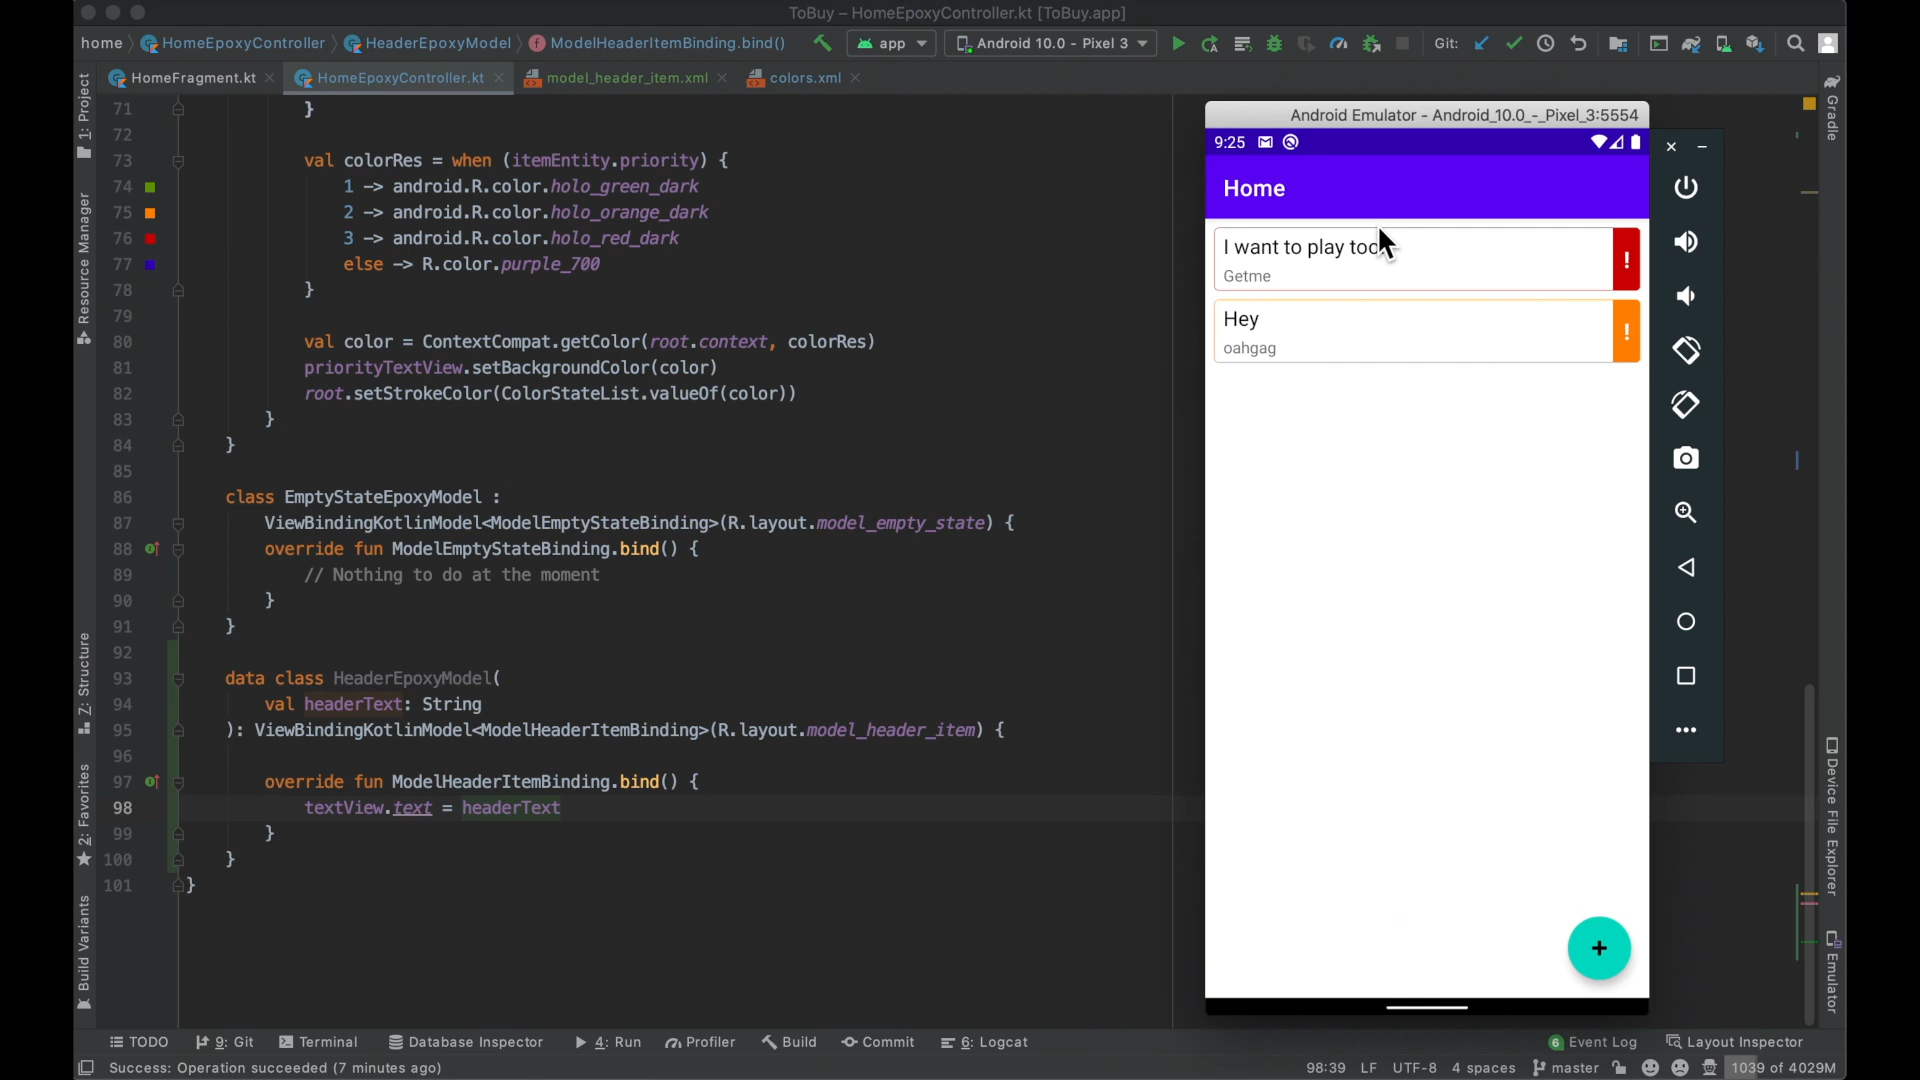 ToBuy – HomeEpoxyController.kt [ToBuy.app]
home HomeEpoxyController HeaderEpoxyModel ModelHeaderItemBinding.bind() app Android 10.0 - Pixel 3 Git:
HomeFragment.kt HomeEpoxyController.kt model_header_item.xml colors.xml
1: Project
Resource Manager
7: Structure
2: Favorites
Build Variants
71 }
72
73 val colorRes = when (itemEntity.priority) {
74 1 -> android.R.color.holo_green_dark
75 2 -> android.R.color.holo_orange_dark
76 3 -> android.R.color.holo_red_dark
77 else -> R.color.purple_700
78 }
79
80 val color = ContextCompat.getColor(root.context, colorRes)
81 priorityTextView.setBackgroundColor(color)
82 root.setStrokeColor(ColorStateList.valueOf(color))
83 }
84 }
85
86 class EmptyStateEpoxyModel :
87 ViewBindingKotlinModel<ModelEmptyStateBinding>(R.layout.model_empty_state) {
88 override fun ModelEmptyStateBinding.bind() {
89 // Nothing to do at the moment
90 }
91 }
92
93 data class HeaderEpoxyModel(
94 val headerText: String
95 ): ViewBindingKotlinModel<ModelHeaderItemBinding>(R.layout.model_header_item) {
96
97 override fun ModelHeaderItemBinding.bind() {
98 textView.text = headerText
99 }
100 }
101 }
Android Emulator - Android_10.0_-_Pixel_3:5554
9:25
Home
I want to play too
Getme
!
Hey
oahgag
!
+
Gradle
Device File Explorer
Emulator
TODO 9: Git Terminal Database Inspector 4: Run Profiler Build Commit 6: Logcat 6 Event Log Layout Inspector
Success: Operation succeeded (7 minutes ago) 98:39 LF UTF-8 4 spaces master 1039 of 4029M